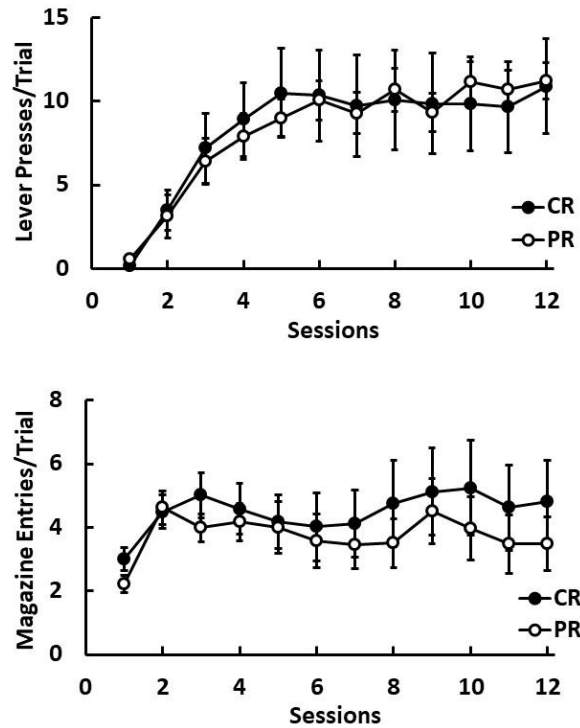 Lever Presses/Trial
15
10
5
0
CR
PR
0 2 4 6 8 10 12
Sessions
Magazine Entries/Trial
8
6
4
2
0
CR
PR
0 2 4 6 8 10 12
Sessions